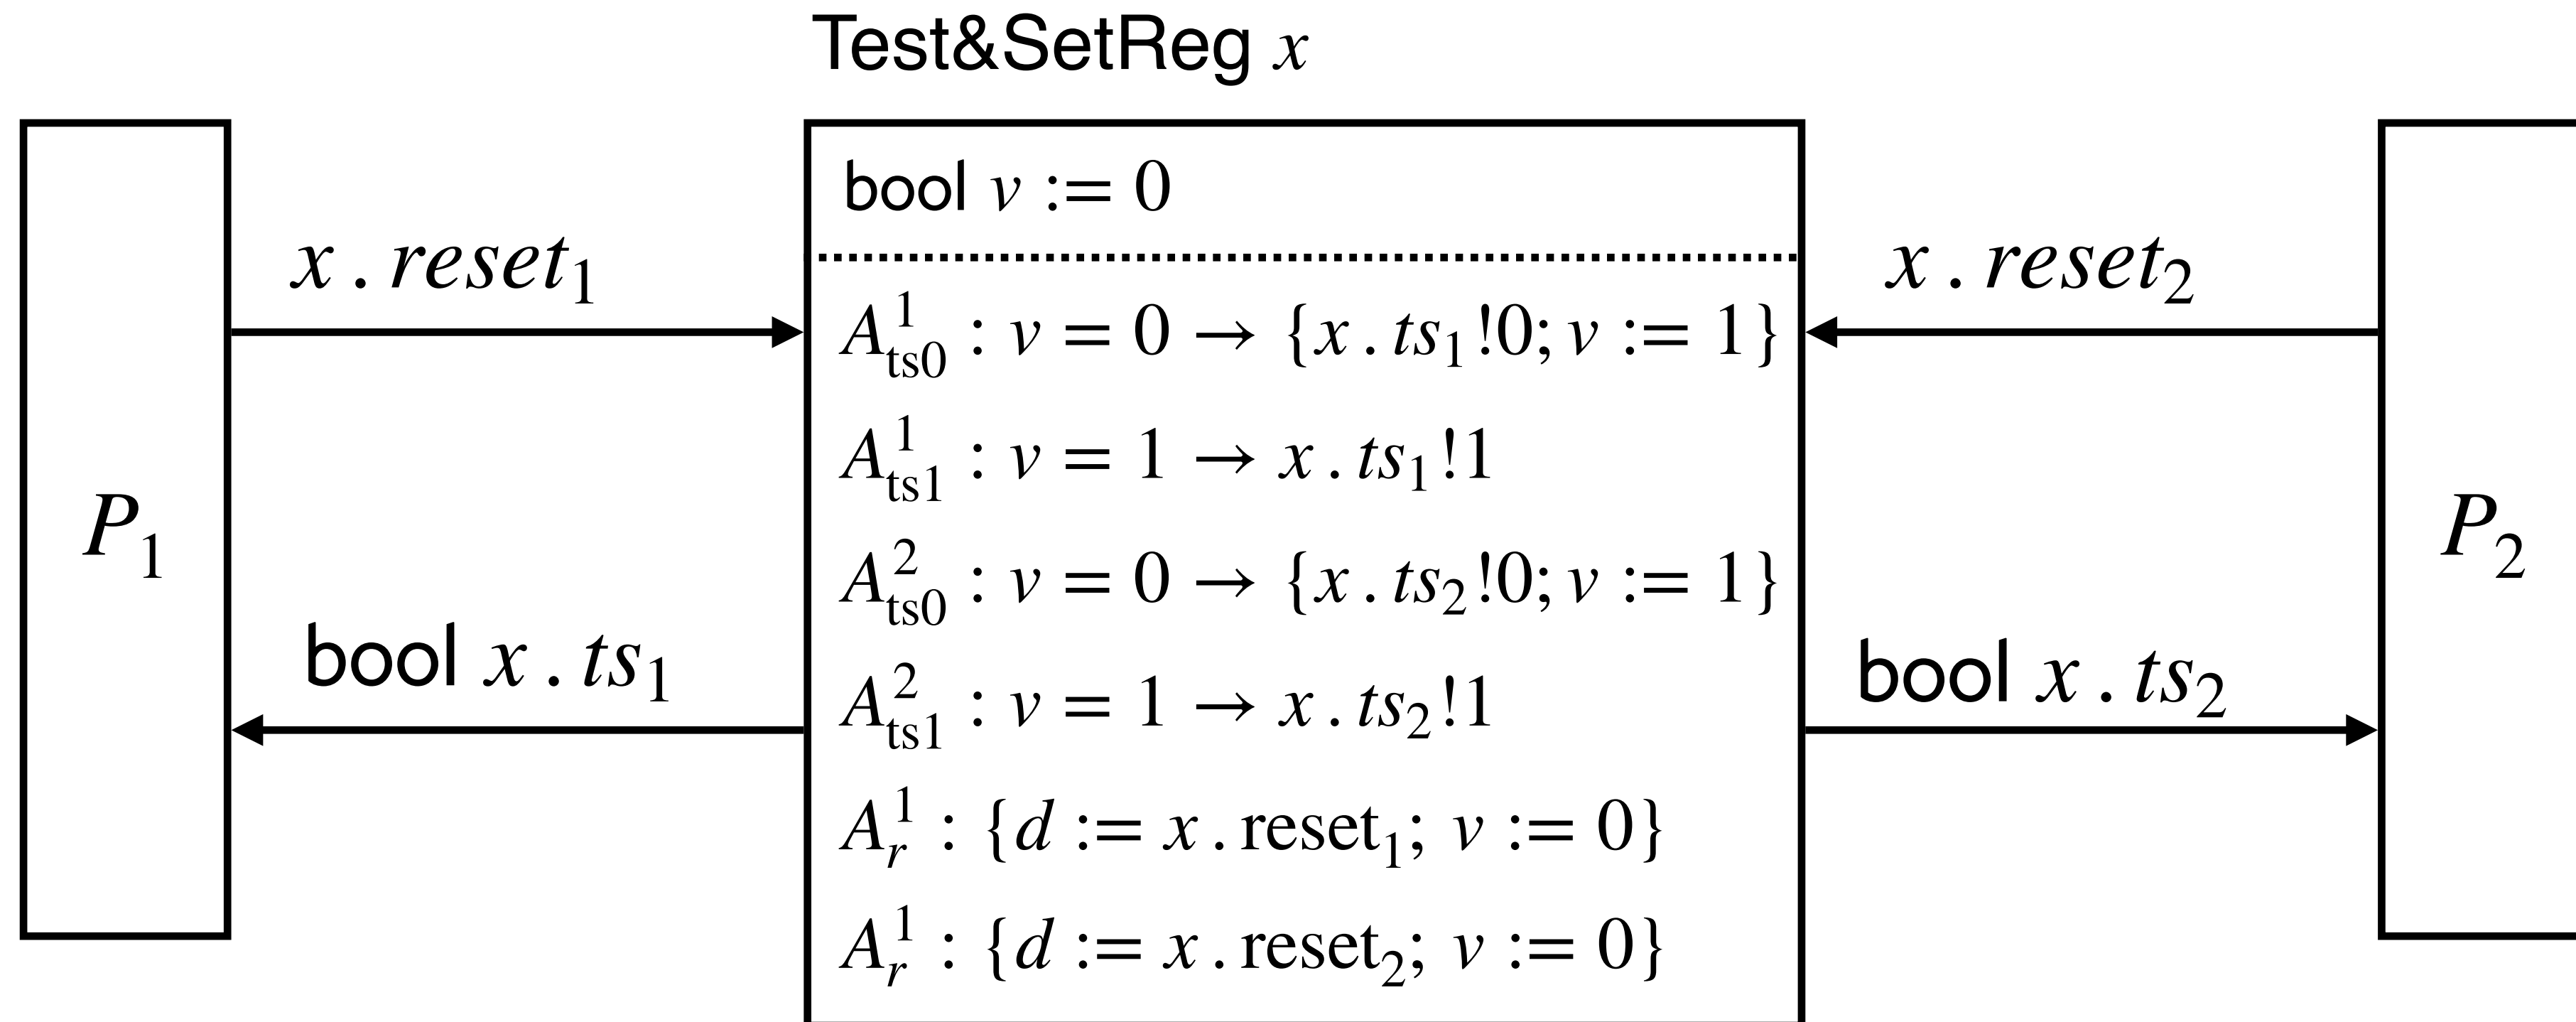 Test&SetReg x
bool v := 0
x . reset₁
x . reset₂
A¹ₜₛ₀ : v = 0 → {x . ts₁!0; v := 1}
A¹ₜₛ₁ : v = 1 → x . ts₁!1
P₁
P₂
A²ₜₛ₀ : v = 0 → {x . ts₂!0; v := 1}
bool x . ts₁
bool x . ts₂
A²ₜₛ₁ : v = 1 → x . ts₂!1
A¹ᵣ : {d := x . reset₁; v := 0}
A¹ᵣ : {d := x . reset₂; v := 0}